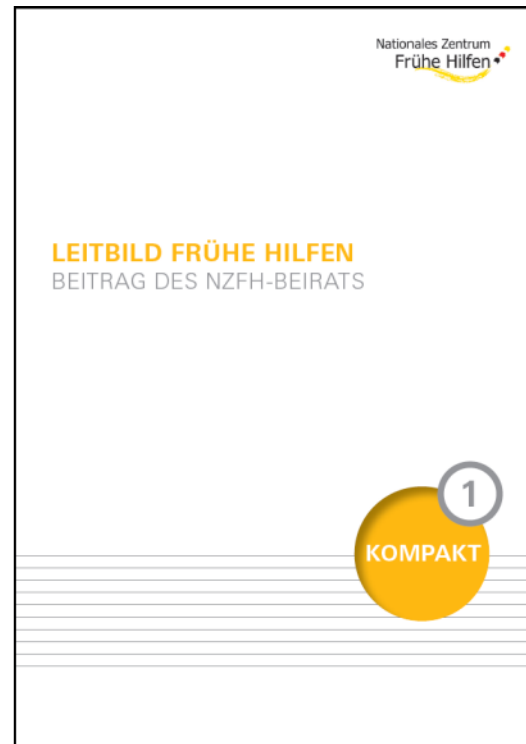 Nationales Zentrum
Frühe Hilfen
LEITBILD FRÜHE HILFEN
BEITRAG DES NZFH-BEIRATS
1
KOMPAKT